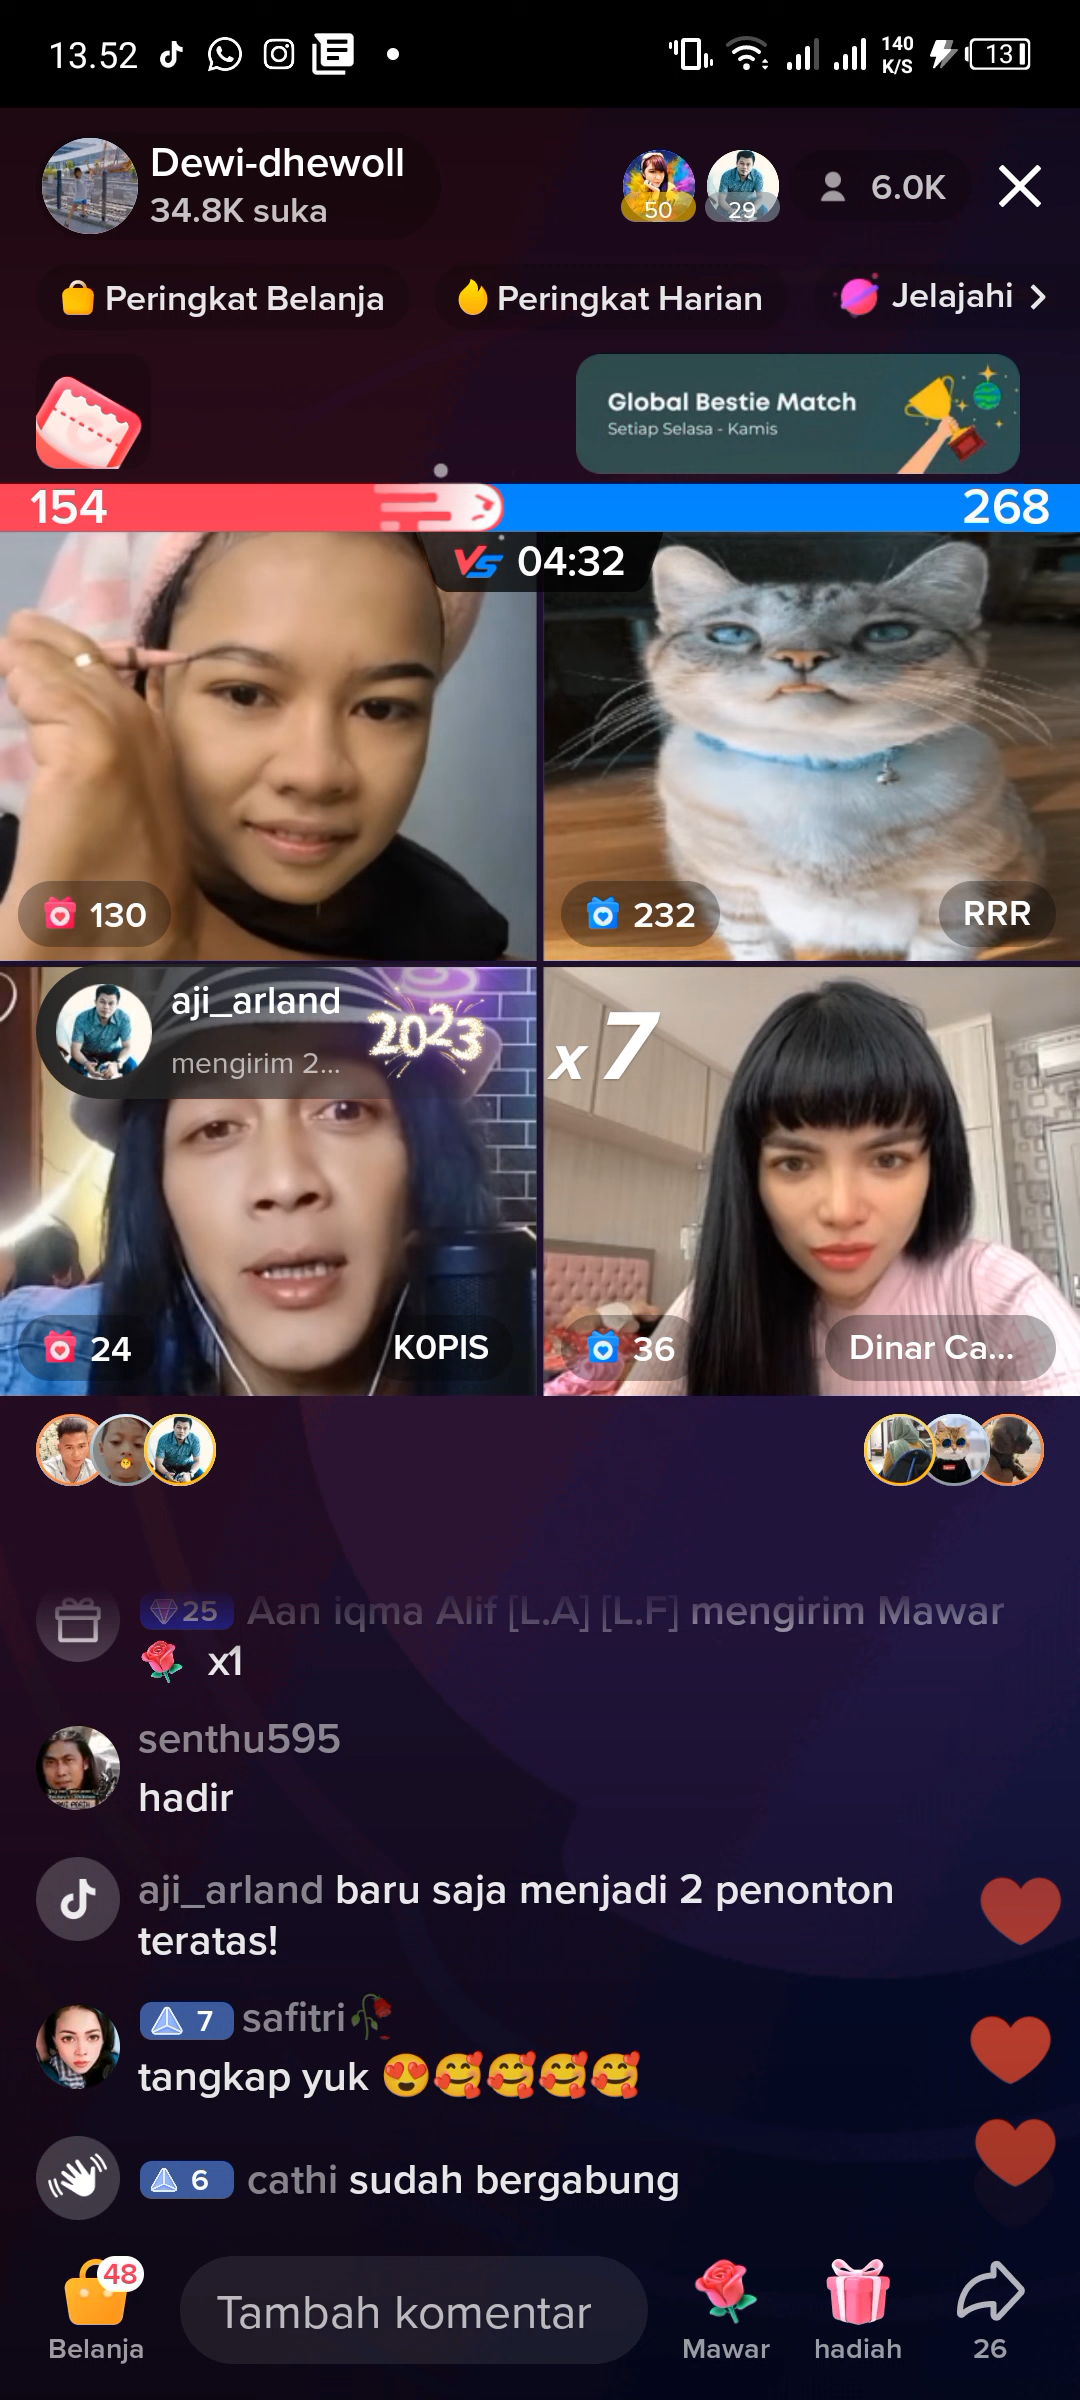 13.52
140
K/S
13
Dewi-dhewoll
34.8K suka
50
29
6.0K
Peringkat Belanja
Peringkat Harian
Jelajahi
Global Bestie Match
Setiap Selasa - Kamis
154
268
VS 04:32
130
232
RRR
aji_arland
mengirim 2...
2023
x7
24
K0PIS
36
Dinar Ca...
25 Aan iqma Alif [L.A] [L.F] mengirim Mawar
🌹 x1
senthu595
hadir
aji_arland baru saja menjadi 2 penonton
teratas!
7 safitri🥀
tangkap yuk 😍🥰🥰🥰🥰
6 cathi sudah bergabung
48
Belanja
Tambah komentar
Mawar
hadiah
26